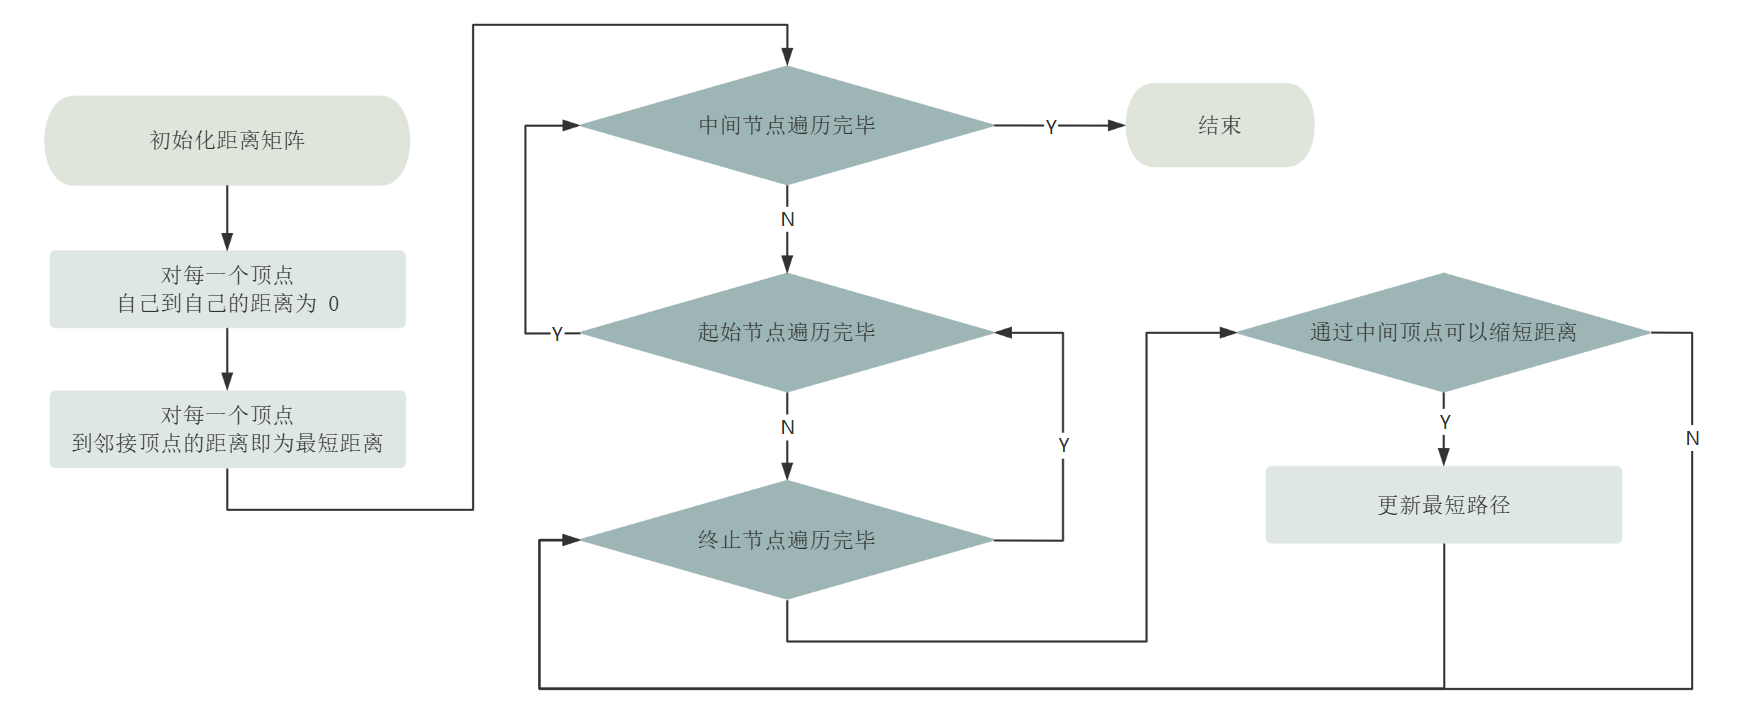 初始化距离矩阵
对每一个顶点
自己到自己的距离为 0
对每一个顶点
到邻接顶点的距离即为最短距离
中间节点遍历完毕
Y
结束
N
起始节点遍历完毕
Y
N
终止节点遍历完毕
Y
通过中间顶点可以缩短距离
Y
N
更新最短路径